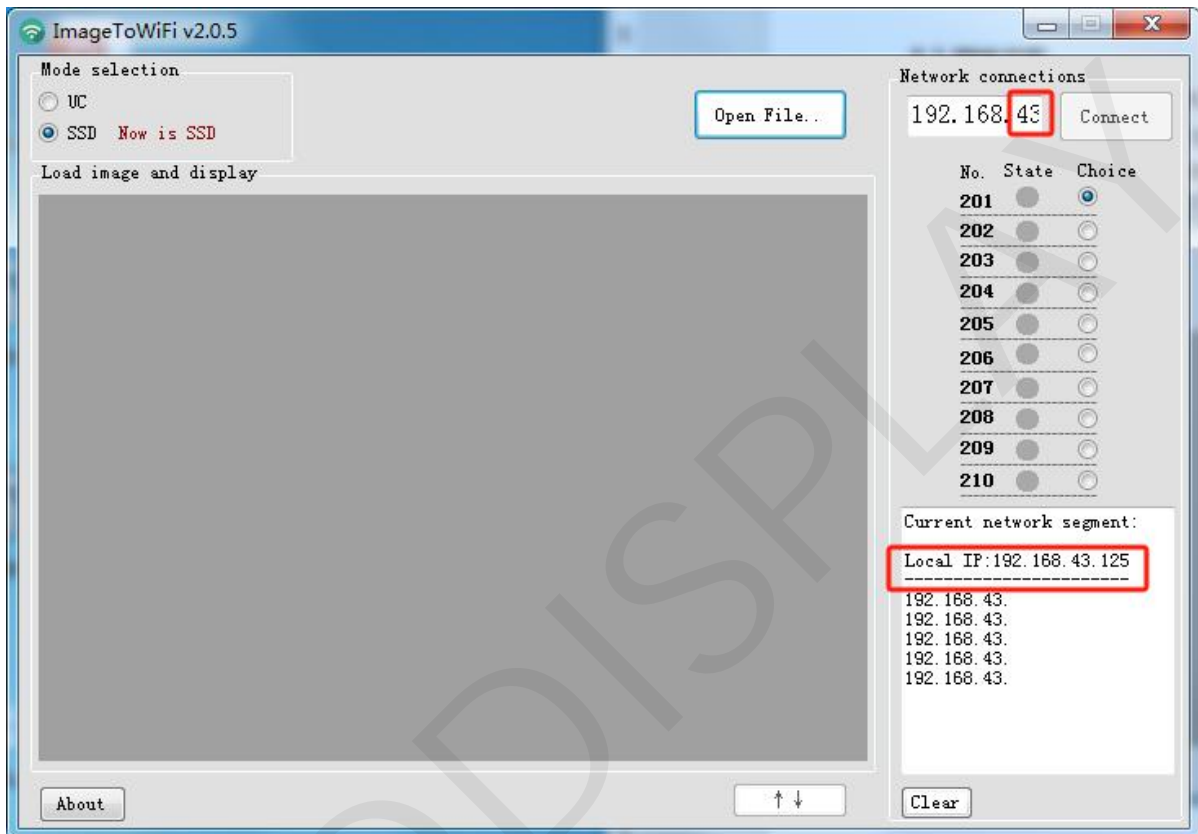 ImageToWiFi v2.0.5
Mode selection
UC
SSD Now is SSD
Open File..
Network connections
192.168.43
Connect
Load image and display
No. State Choice
201
202
203
204
205
206
207
208
209
210
Current network segment:
Local IP:192.168.43.125
-----------------------
192.168.43.
192.168.43.
192.168.43.
192.168.43.
192.168.43.
About
↑↓
Clear
DISPLAY